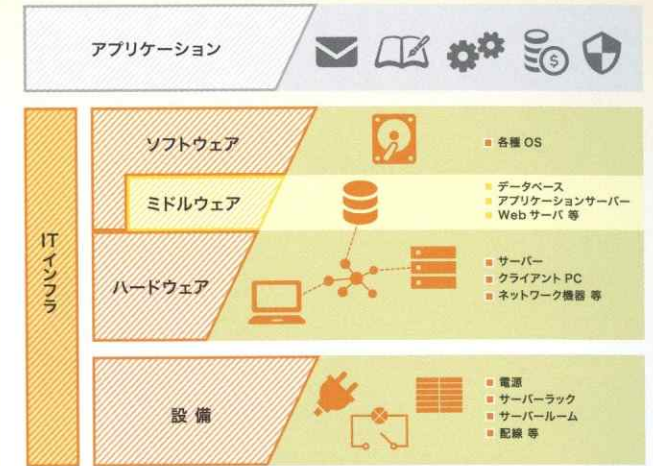 アプリケーション
$
IT インフラ
ソフトウェア
各種 OS
ミドルウェア
データベース
アプリケーションサーバー
Web サーバ 等
ハードウェア
サーバー
クライアント PC
ネットワーク機器 等
設 備
電源
サーバーラック
サーバールーム
配線 等